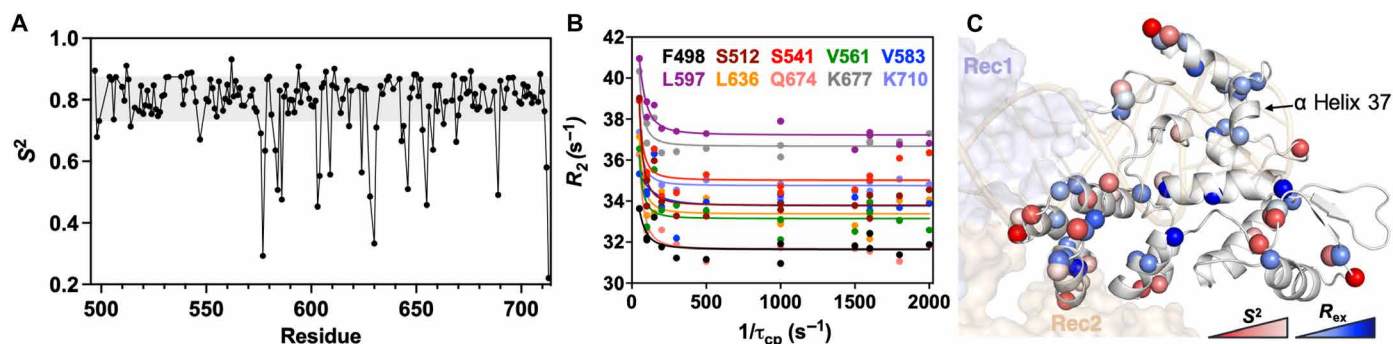 A
S²
1.0
0.8
0.6
0.4
0.2
500 550 600 650 700
Residue
B
R₂ (s⁻¹)
42
40
38
36
34
32
30
F498 S512 S541 V561 V583
L597 L636 Q674 K677 K710
0 500 1000 1500 2000
1/τcp (s⁻¹)
C
Rec1
α Helix 37
Rec2
S² Rex